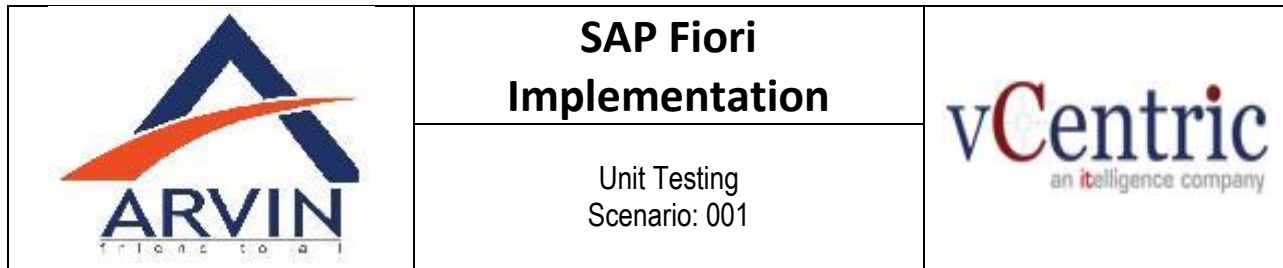 ARVIN
SAP Fiori
Implementation
Unit Testing
Scenario: 001
vCentric
an itelligence company